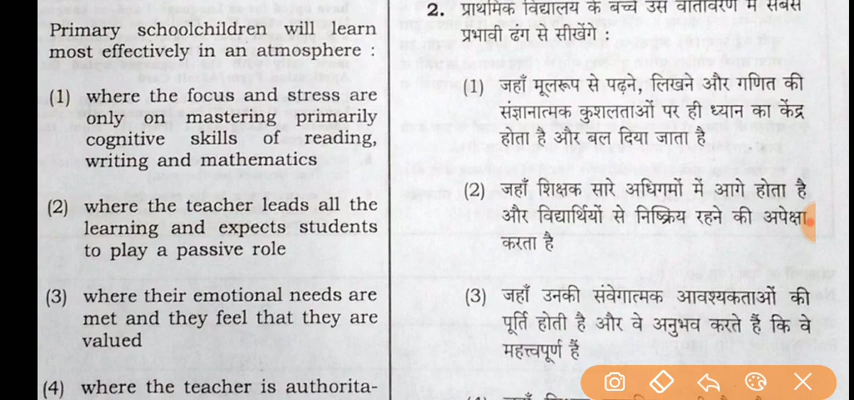 Primary schoolchildren will learn
most effectively in an atmosphere :
(1) where the focus and stress are
only on mastering primarily
cognitive skills of reading,
writing and mathematics
(2) where the teacher leads all the
learning and expects students
to play a passive role
(3) where their emotional needs are
met and they feel that they are
valued
(4) where the teacher is authorita-
2. प्राथमिक विद्यालय के बच्चे उस वातावरण में सबसे
प्रभावी ढंग से सीखेंगे :
(1) जहाँ मूलरूप से पढ़ने, लिखने और गणित की
संज्ञानात्मक कुशलताओं पर ही ध्यान का केंद्र
होता है और बल दिया जाता है
(2) जहाँ शिक्षक सारे अधिगमों में आगे होता है
और विद्यार्थियों से निष्क्रिय रहने की अपेक्षा
करता है
(3) जहाँ उनकी संवेगात्मक आवश्यकताओं की
पूर्ति होती है और वे अनुभव करते हैं कि वे
महत्त्वपूर्ण हैं